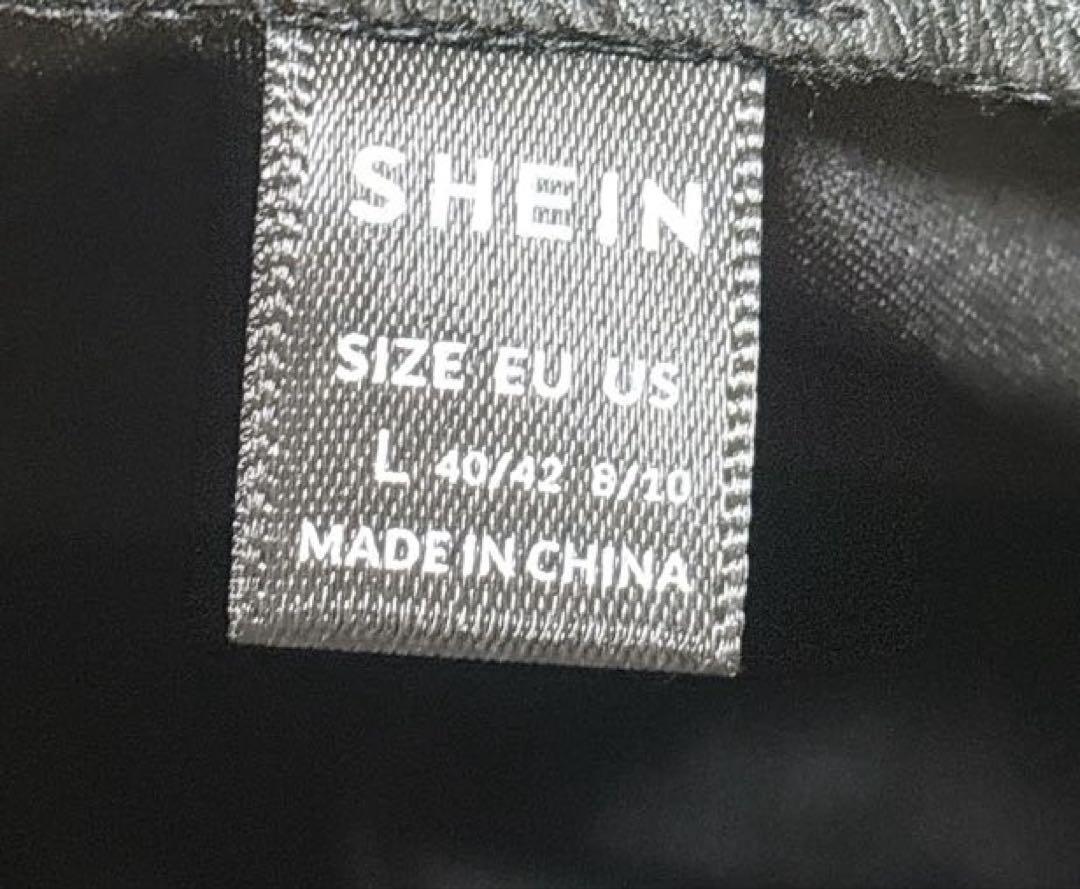 SHEIN
SIZE EU US
L 40/42 8/10
MADE IN CHINA